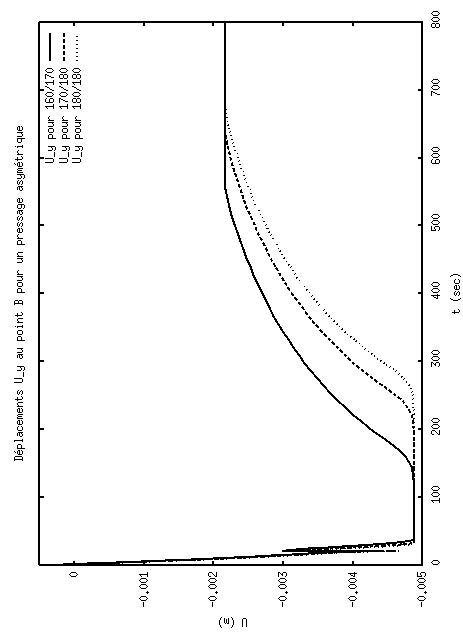 Déplacements U_y au point B pour un pressage asymétrique
U_y pour 160/170
U_y pour 170/180
U_y pour 180/180
U (m)
0
-0.001
-0.002
-0.003
-0.004
-0.005
0
100
200
300
400
500
600
700
800
t (sec)